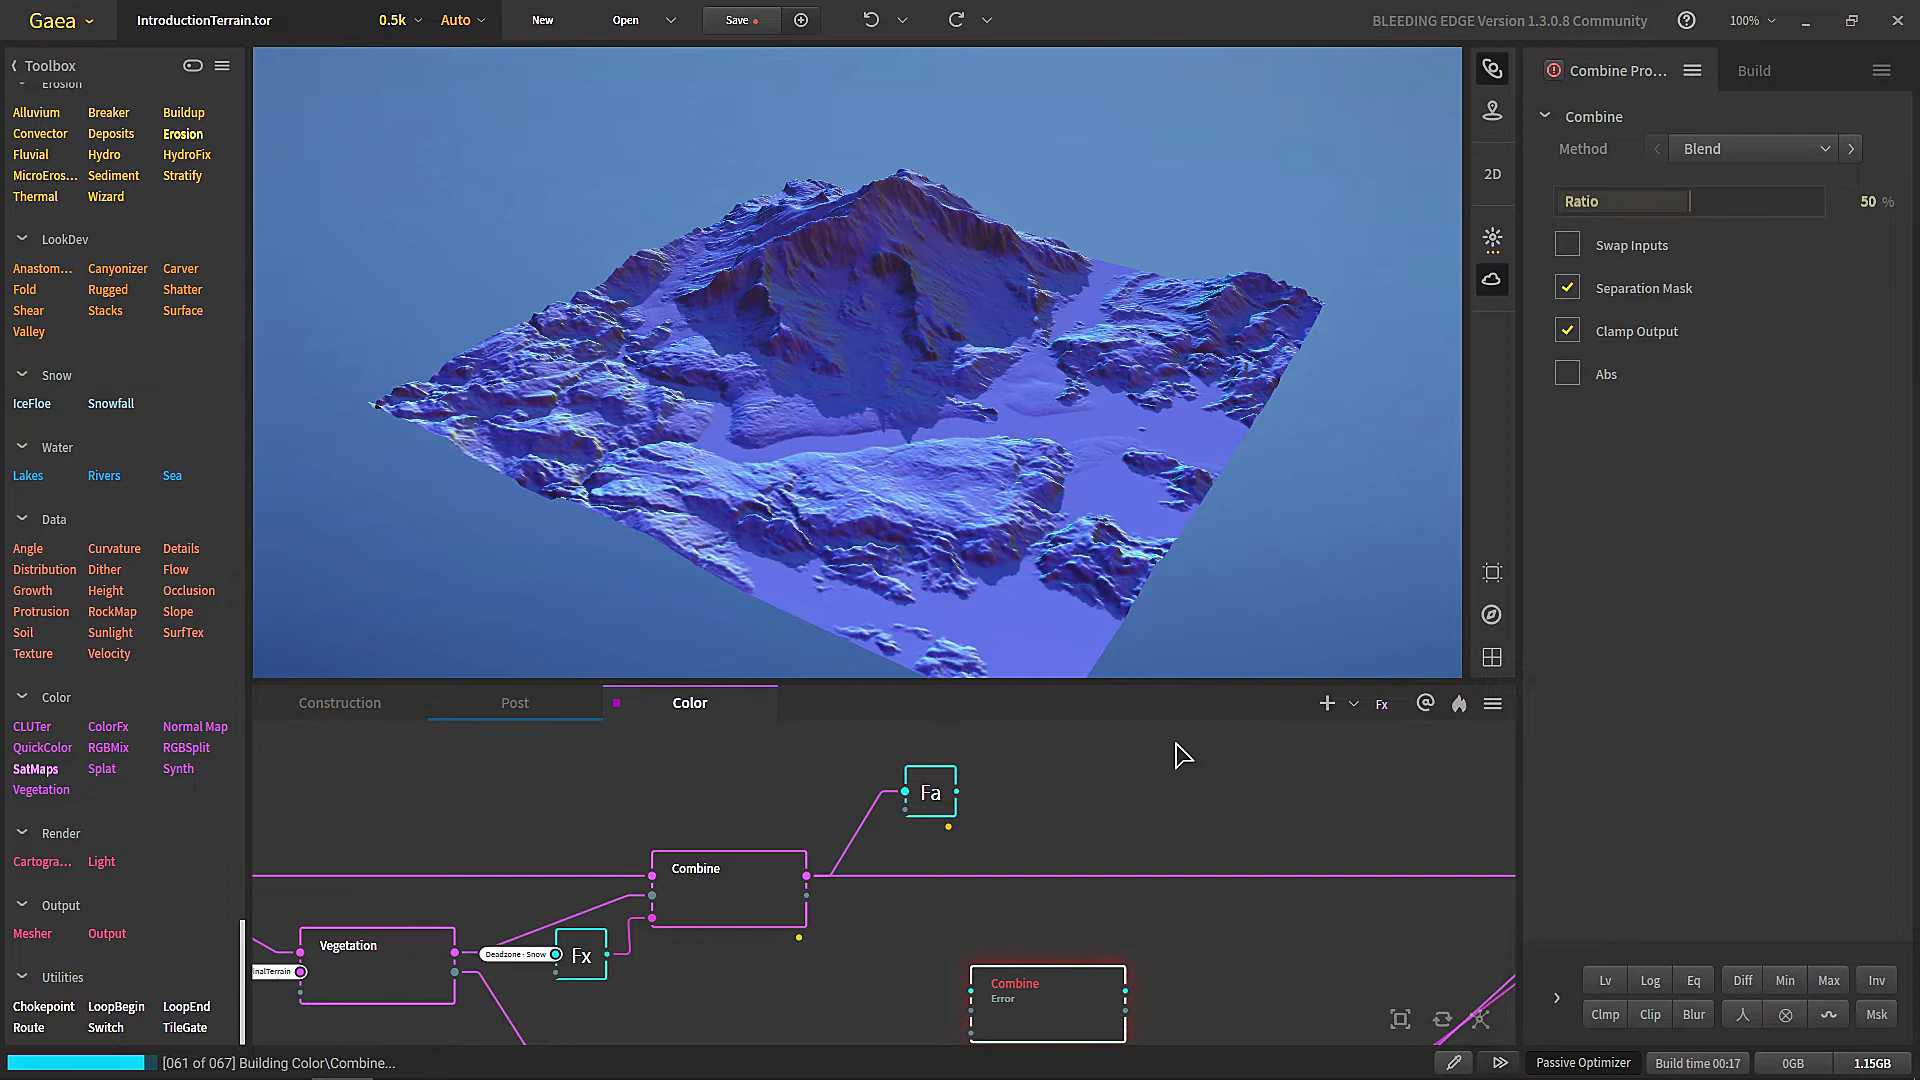 Gaea
IntroductionTerrain.tor
0.5k
Auto
New
Open
Save
BLEEDING EDGE Version 1.3.0.8 Community
100%
Toolbox
Erosion
Alluvium Breaker Buildup
Convector Deposits Erosion
Fluvial Hydro HydroFix
MicroEros... Sediment Stratify
Thermal Wizard
LookDev
Anastom... Canyonizer Carver
Fold Rugged Shatter
Shear Stacks Surface
Valley
Snow
IceFloe Snowfall
Water
Lakes Rivers Sea
Data
Angle Curvature Details
Distribution Dither Flow
Growth Height Occlusion
Protrusion RockMap Slope
Soil Sunlight SurfTex
Texture Velocity
Color
CLUTer ColorFx Normal Map
QuickColor RGBMix RGBSplit
SatMaps Splat Synth
Vegetation
Render
Cartogra... Light
Output
Mesher Output
Utilities
Chokepoint LoopBegin LoopEnd
Route Switch TileGate
2D
Combine Pro...
Build
Combine
Method Blend
Ratio 50 %
Swap Inputs
Separation Mask
Clamp Output
Abs
Construction Post Color
Fx
Fa
Combine
Vegetation
Deadzone · Snow
Fx
inalTerrain
Combine
Error
Lv Log Eq Diff Min Max Inv
Clmp Clip Blur Msk
[061 of 067] Building Color\Combine...
Passive Optimizer
Build time 00:17
0GB
1.15GB